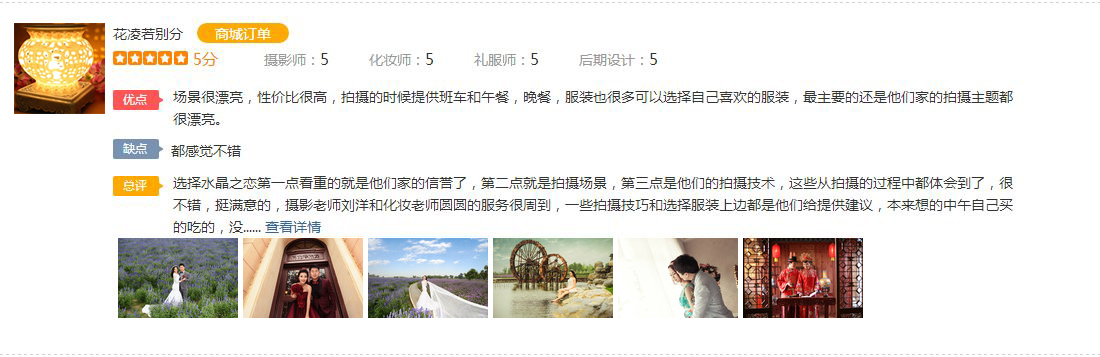 花凌若别分 商城订单
5分 摄影师：5 化妆师：5 礼服师：5 后期设计：5
优点 场景很漂亮，性价比很高，拍摄的时候提供班车和午餐，晚餐，服装也很多可以选择自己喜欢的服装，最主要的还是他们家的拍摄主题都
很漂亮。
缺点 都感觉不错
总评 选择水晶之恋第一点看重的就是他们家的信誉了，第二点就是拍摄场景，第三点是他们的拍摄技术，这些从拍摄的过程中都体会到了，很
不错，挺满意的，摄影老师刘洋和化妆老师圆圆的服务很周到，一些拍摄技巧和选择服装上边都是他们给提供建议，本来想的中午自己买
的吃的，没...... 查看详情